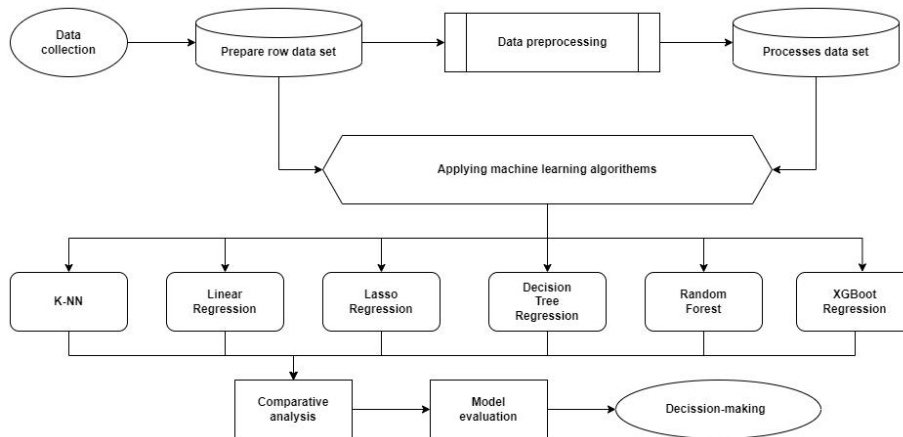 Data
collection
Prepare row data set
Data preprocessing
Processes data set
Applying machine learning algorithems
K-NN
Linear
Regression
Lasso
Regression
Decision
Tree
Regression
Random
Forest
XGBoot
Regression
Comparative
analysis
Model
evaluation
Decission-making